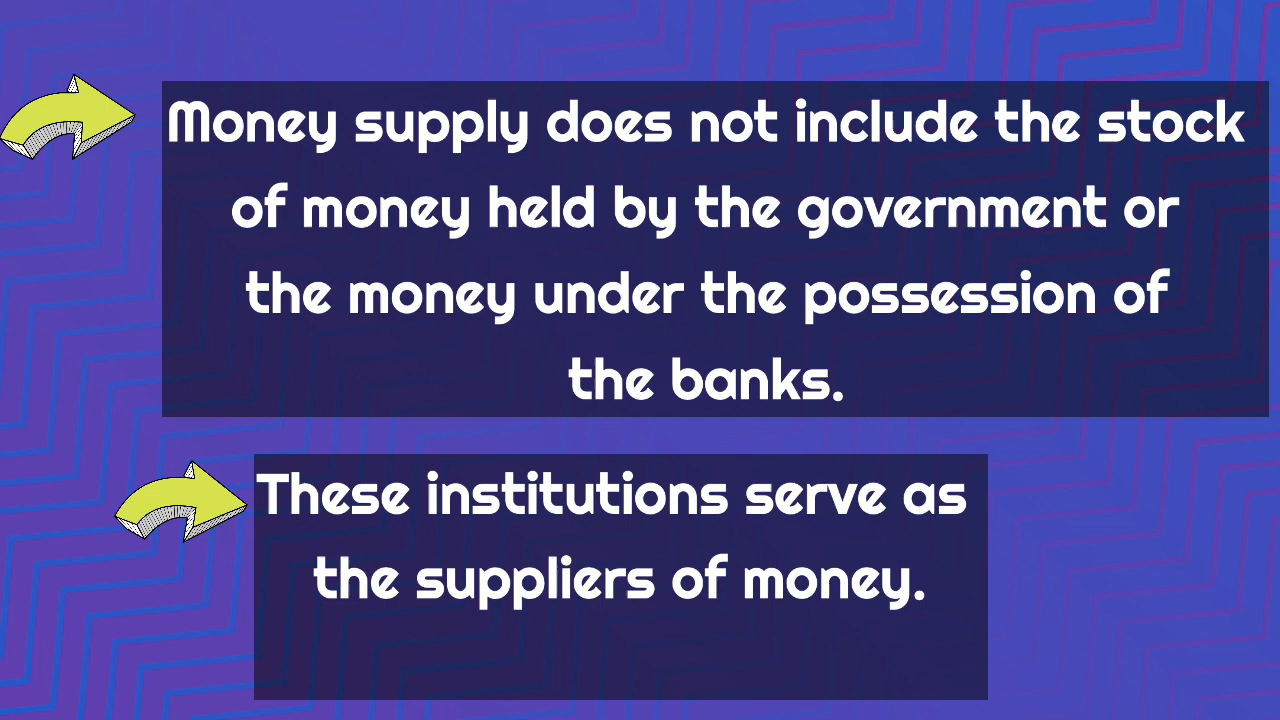 Money supply does not include the stock
of money held by the government or
the money under the possession of
the banks.
These institutions serve as
the suppliers of money.